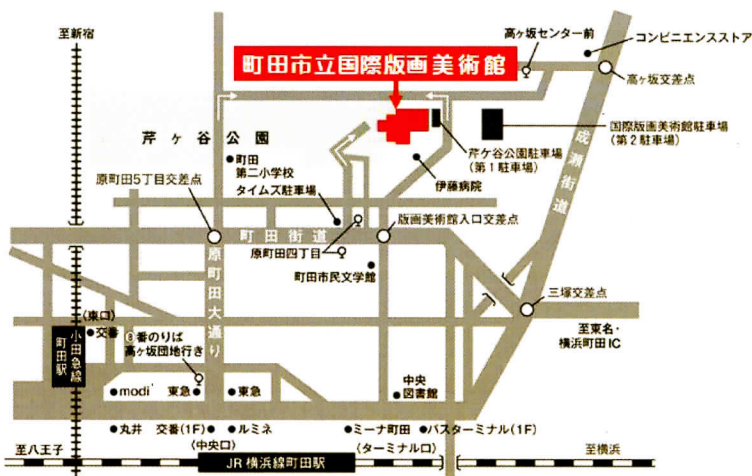 至新宿
高ヶ坂センター前
コンビニエンスストア
町田市立国際版画美術館
高ヶ坂交差点
芹ヶ谷公園
国際版画美術館駐車場
(第2駐車場)
芹ケ谷公園駐車場
(第1駐車場)
成瀬街道
町田
第二小学校
伊藤病院
原町田5丁目交差点
タイムズ駐車場
版画美術館入口交差点
町田街道
原町田四丁目
町田市民文学館
原町田大通り
三塚交差点
至東名・
横浜町田IC
(東口)
交番
小田急線
町田駅
番のりば
高ヶ坂団地行き
modi'
東急
東急
中央
図書館
丸井
交番(1F)
ルミネ
ミーナ町田
バスターミナル(1F)
(中央口)
(ターミナル口)
至八王子
JR横浜線町田駅
至横浜